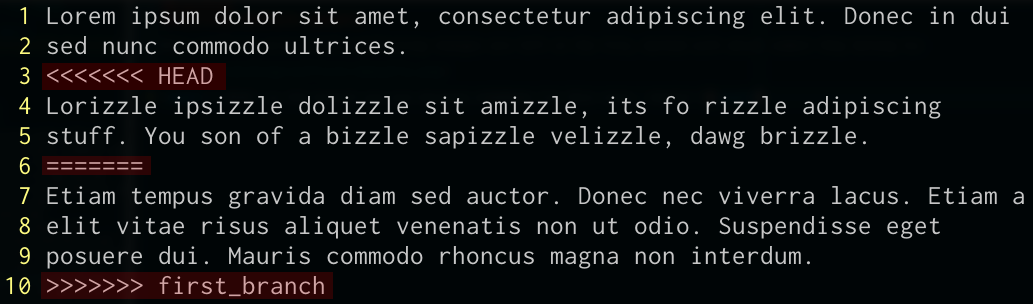 1 Lorem ipsum dolor sit amet, consectetur adipiscing elit. Donec in dui
2 sed nunc commodo ultrices.
3 <<<<<<< HEAD
4 Lorizzle ipsizzle dolizzle sit amizzle, its fo rizzle adipiscing
5 stuff. You son of a bizzle sapizzle velizzle, dawg brizzle.
6 =======
7 Etiam tempus gravida diam sed auctor. Donec nec viverra lacus. Etiam a
8 elit vitae risus aliquet venenatis non ut odio. Suspendisse eget
9 posuere dui. Mauris commodo rhoncus magna non interdum.
10 >>>>>>> first_branch